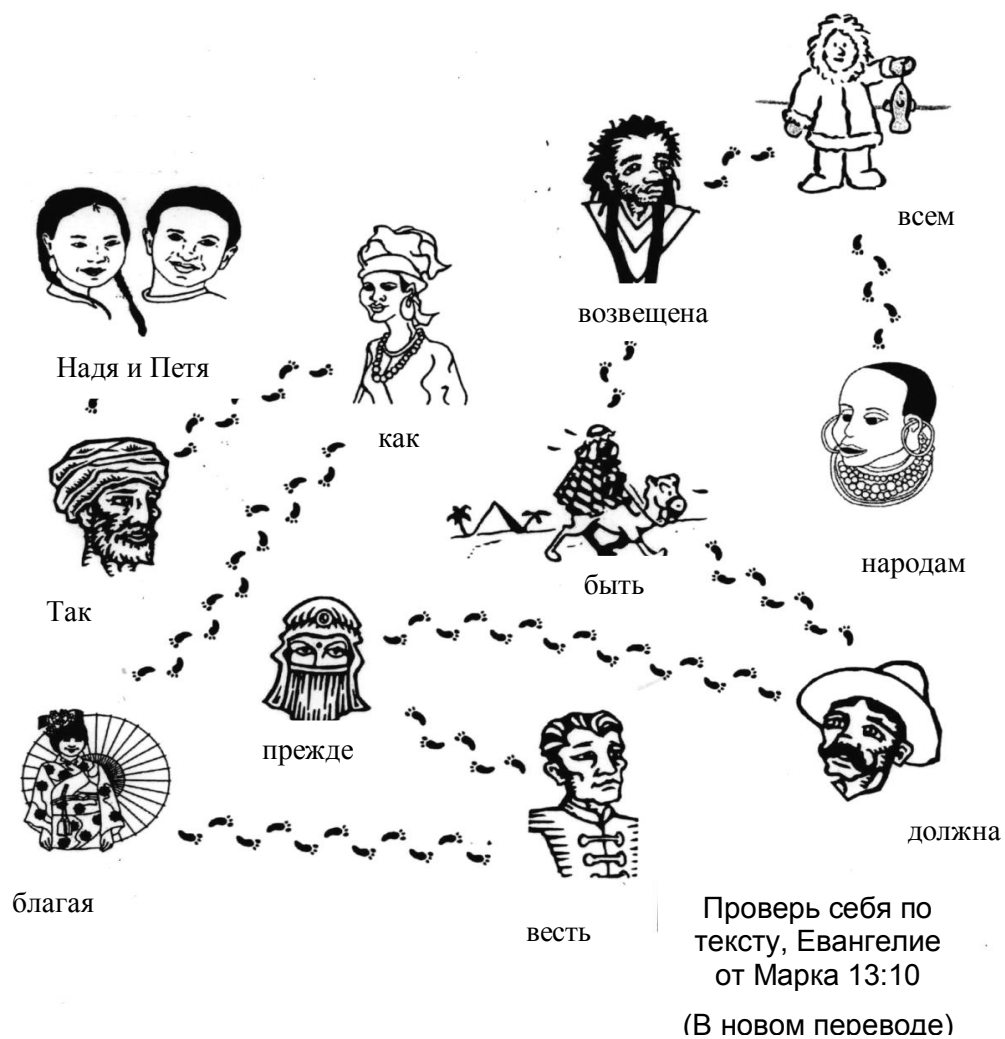 всем
возвещена
Надя и Петя
как
народам
быть
Так
прежде
должна
благая
весть
Проверь себя по
тексту, Евангелие
от Марка 13:10
(В новом переводе)